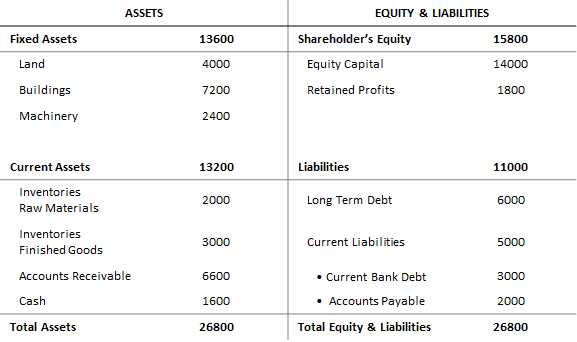 ASSETS EQUITY & LIABILITIES
Fixed Assets 13600 Shareholder’s Equity 15800
Land 4000 Equity Capital 14000
Buildings 7200 Retained Profits 1800
Machinery 2400
Current Assets 13200 Liabilities 11000
Inventories
Raw Materials 2000 Long Term Debt 6000
Inventories
Finished Goods 3000 Current Liabilities 5000
Accounts Receivable 6600 • Current Bank Debt 3000
Cash 1600 • Accounts Payable 2000
Total Assets 26800 Total Equity & Liabilities 26800